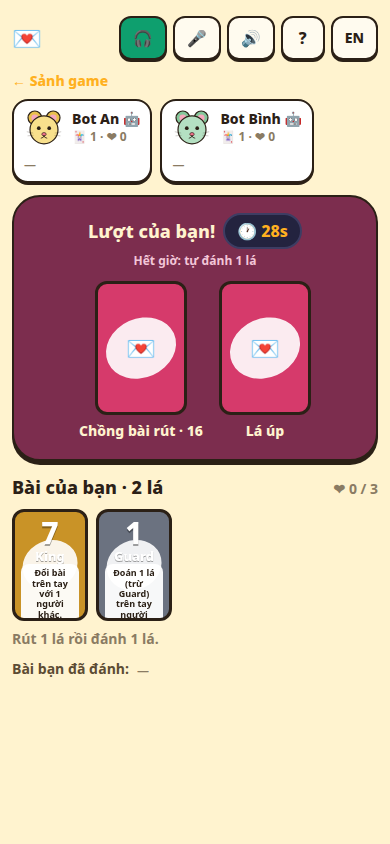 EN
← Sảnh game
Bot An 🤖
🃏 1 · ❤ 0
—
Bot Bình 🤖
🃏 1 · ❤ 0
—
Lượt của bạn! 🕐 28s
Hết giờ: tự đánh 1 lá
Chồng bài rút · 16
Lá úp
Bài của bạn · 2 lá
❤ 0 / 3
7
King
Đổi bài
trên tay
với 1
người
khác.
1
Guard
Đoán 1 lá
(trừ
Guard)
trên tay
người
Rút 1 lá rồi đánh 1 lá.
Bài bạn đã đánh: —